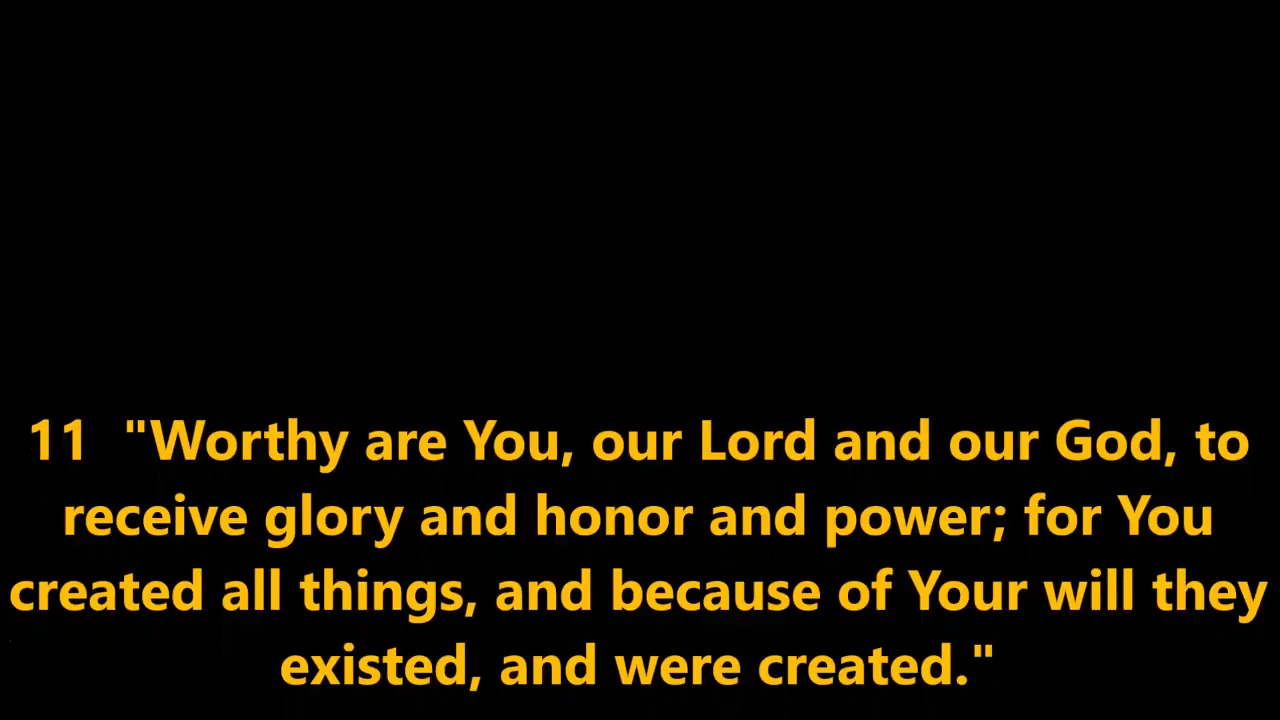 11  "Worthy are You, our Lord and our God, to
receive glory and honor and power; for You
created all things, and because of Your will they
existed, and were created."